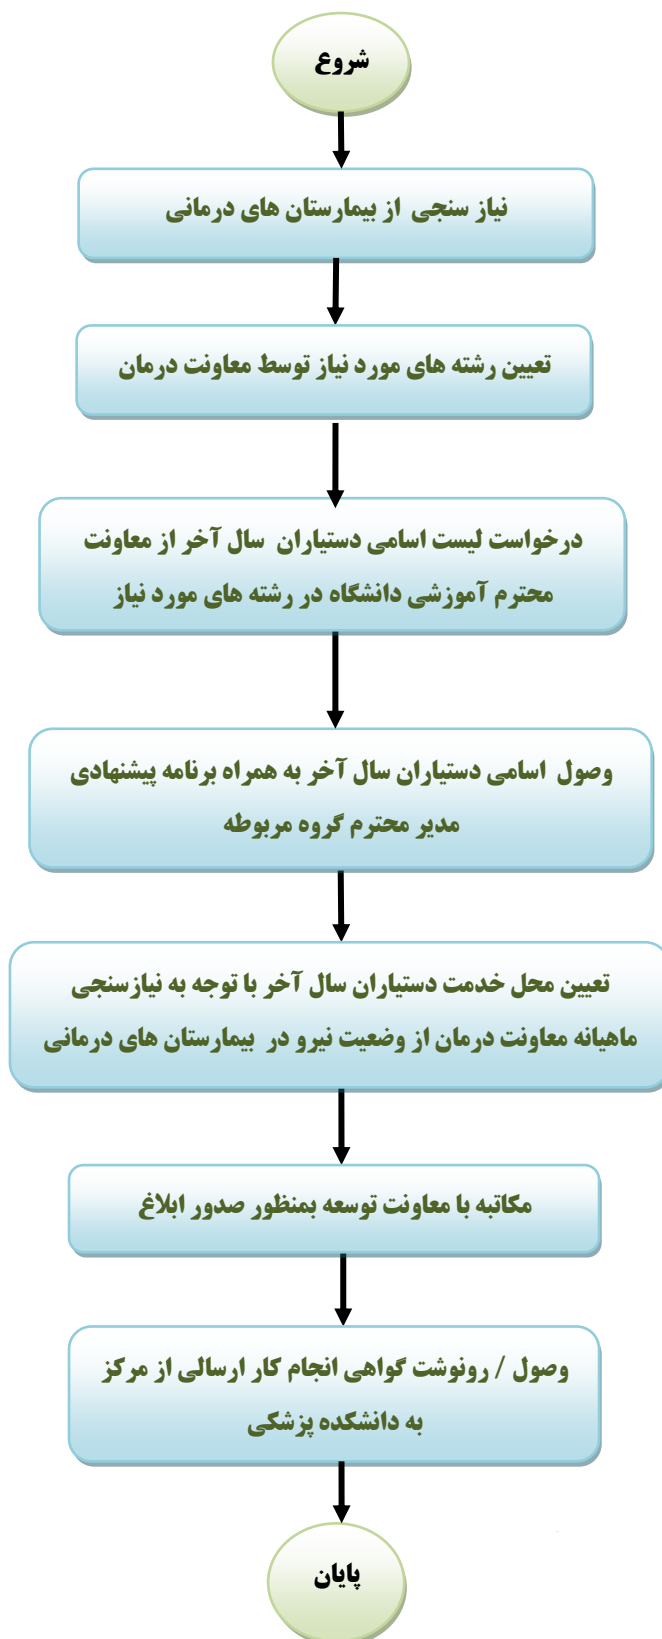 شروع
نیاز سنجی از بیمارستان های درمانی
تعیین رشته های مورد نیاز توسط معاونت درمان
درخواست لیست اسامی دستیاران سال آخر از معاونت
محترم آموزشی دانشگاه در رشته های مورد نیاز
وصول اسامی دستیاران سال آخر به همراه برنامه پیشنهادی
مدیر محترم گروه مربوطه
تعیین محل خدمت دستیاران سال آخر با توجه به نیازسنجی
ماهیانه معاونت درمان از وضعیت نیرو در بیمارستان های درمانی
مکاتبه با معاونت توسعه بمنظور صدور ابلاغ
وصول / رونوشت گواهی انجام کار ارسالی از مرکز
به دانشکده پزشکی
پایان